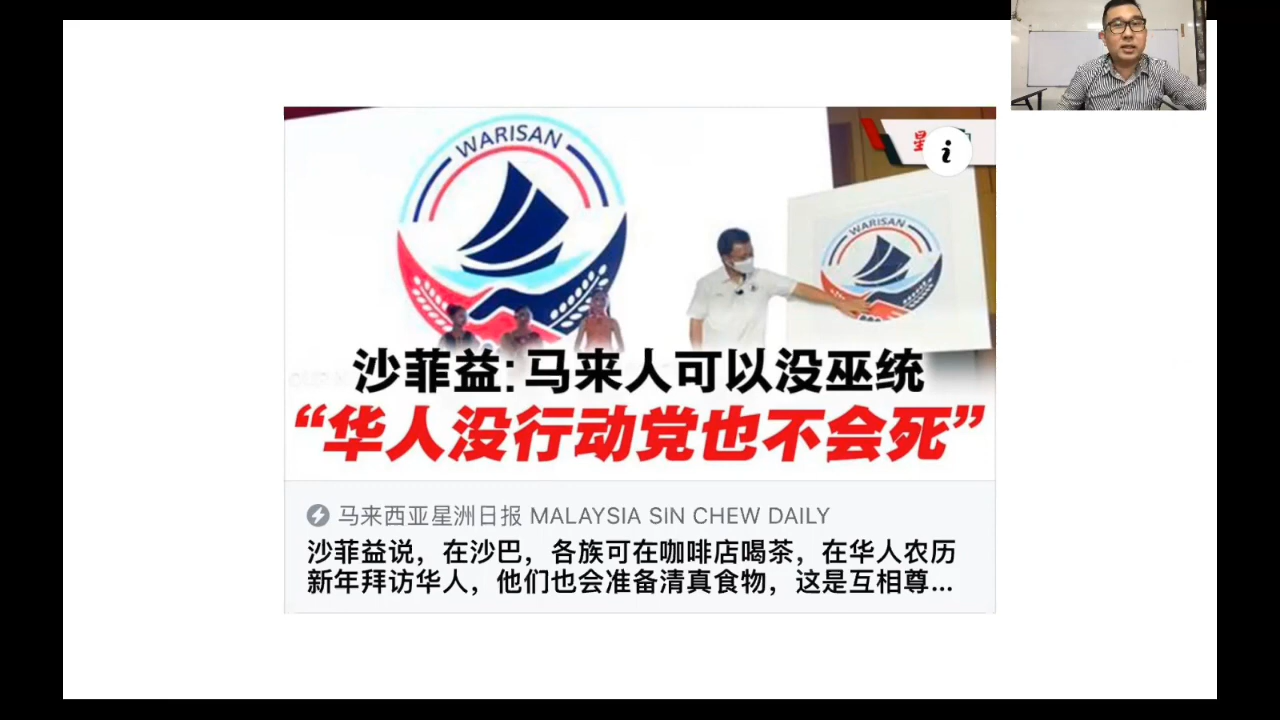 WARISAN
WARISAN
星
i
沙菲益:马来人可以没巫统
“华人没行动党也不会死”
马来西亚星洲日报 MALAYSIA SIN CHEW DAILY
沙菲益说，在沙巴，各族可在咖啡店喝茶，在华人农历
新年拜访华人，他们也会准备清真食物，这是互相尊...